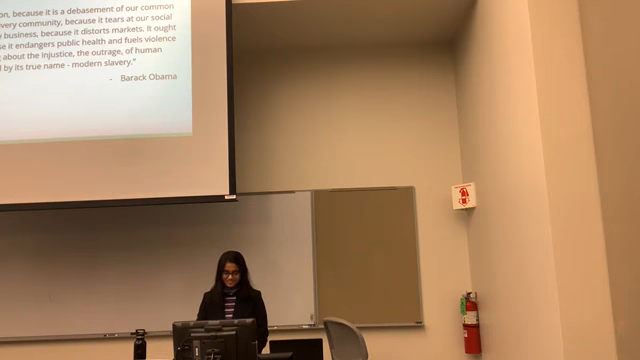 on, because it is a debasement of our common
very community, because it tears at our social
business, because it distorts markets. It ought
se it endangers public health and fuels violence
g about the injustice, the outrage, of human
by its true name - modern slavery."
- Barack Obama